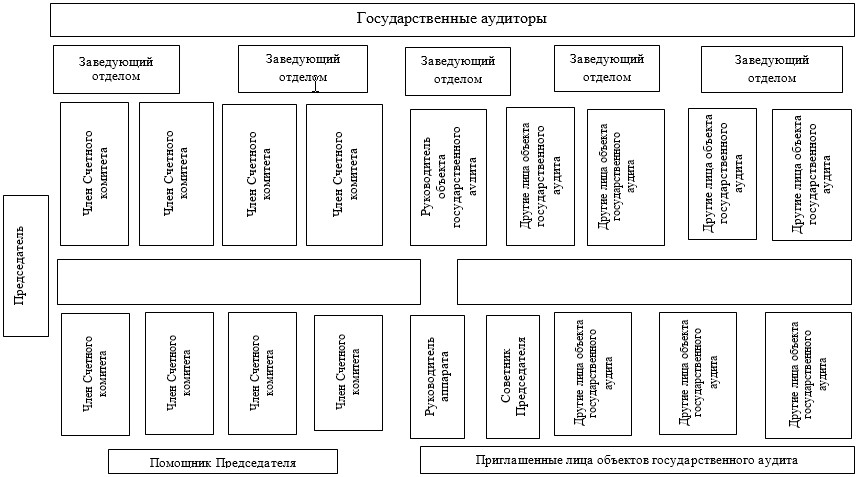 Государственные аудиторы
Заведующий
отделом
Заведующий
отделом
Заведующий
отделом
Заведующий
отделом
Заведующий
отделом
Член Счетного
комитета
Член Счетного
комитета
Член Счетного
комитета
Член Счетного
комитета
Руководитель
объекта
государственного
аудита
Другие лица объекта
государственного
аудита
Другие лица объекта
государственного
аудита
Другие лица объекта
государственного
аудита
Другие лица объекта
государственного
аудита
Председатель
Член Счетного
комитета
Член Счетного
комитета
Член Счетного
комитета
Член Счетного
комитета
Руководитель
аппарата
Советник
Председателя
Другие лица объекта
государственного
аудита
Другие лица объекта
государственного
аудита
Другие лица объекта
государственного
аудита
Помощник Председателя
Приглашенные лица объектов государственного аудита